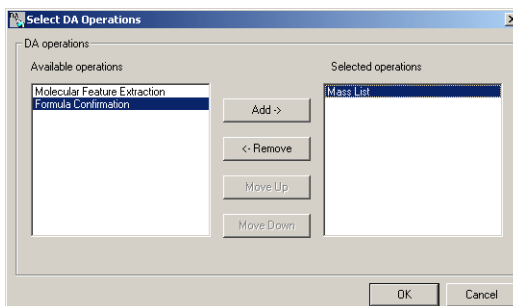 Select DA Operations
DA operations
Available operations
Selected operations
Molecular Feature Extraction
Formula Confirmation
Mass List
Add ->
<- Remove
Move Up
Move Down
OK
Cancel